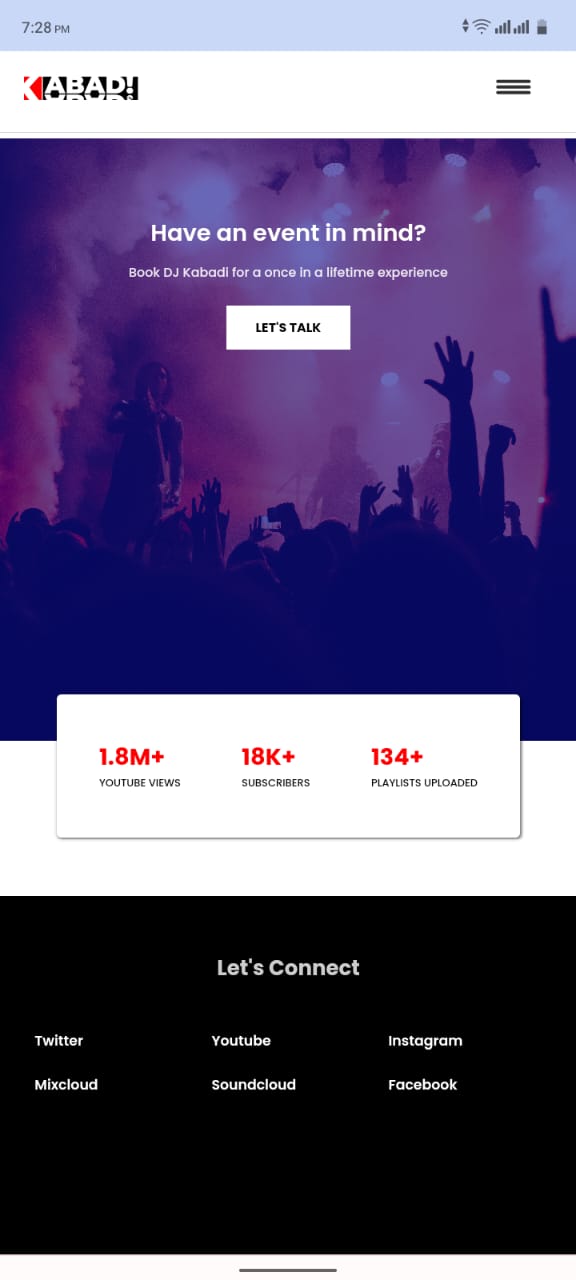 7:28 PM
KABAD!
Have an event in mind?
Book DJ Kabadi for a once in a lifetime experience
LET'S TALK
1.8M+ 18K+ 134+
YOUTUBE VIEWS SUBSCRIBERS PLAYLISTS UPLOADED
Let's Connect
Twitter Youtube Instagram
Mixcloud Soundcloud Facebook